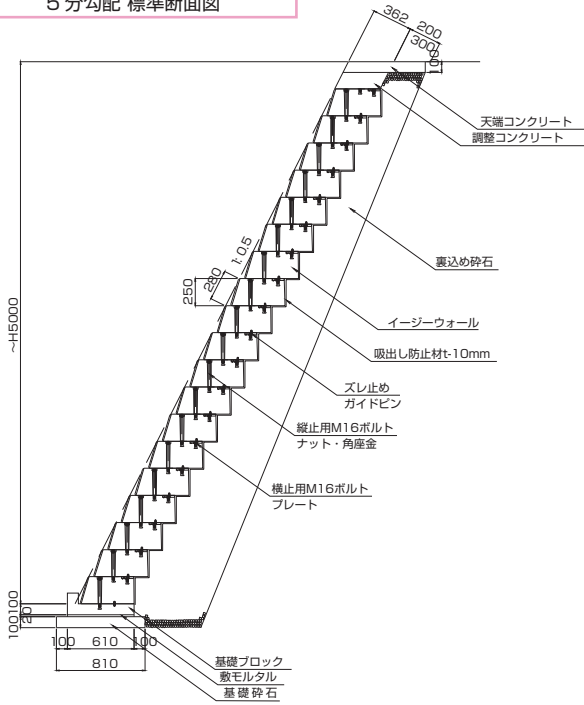 5分勾配 標準断面図
362
200
300
100
天端コンクリート
調整コンクリート
裏込め砕石
1:0.5
280
250
イージーウォール
吸出し防止材t-10mm
ズレ止め
ガイドピン
縦止用M16ボルト
ナット・角座金
横止用M16ボルト
プレート
~H5000
100
20
100
100
610
100
810
基礎ブロック
敷モルタル
基礎砕石